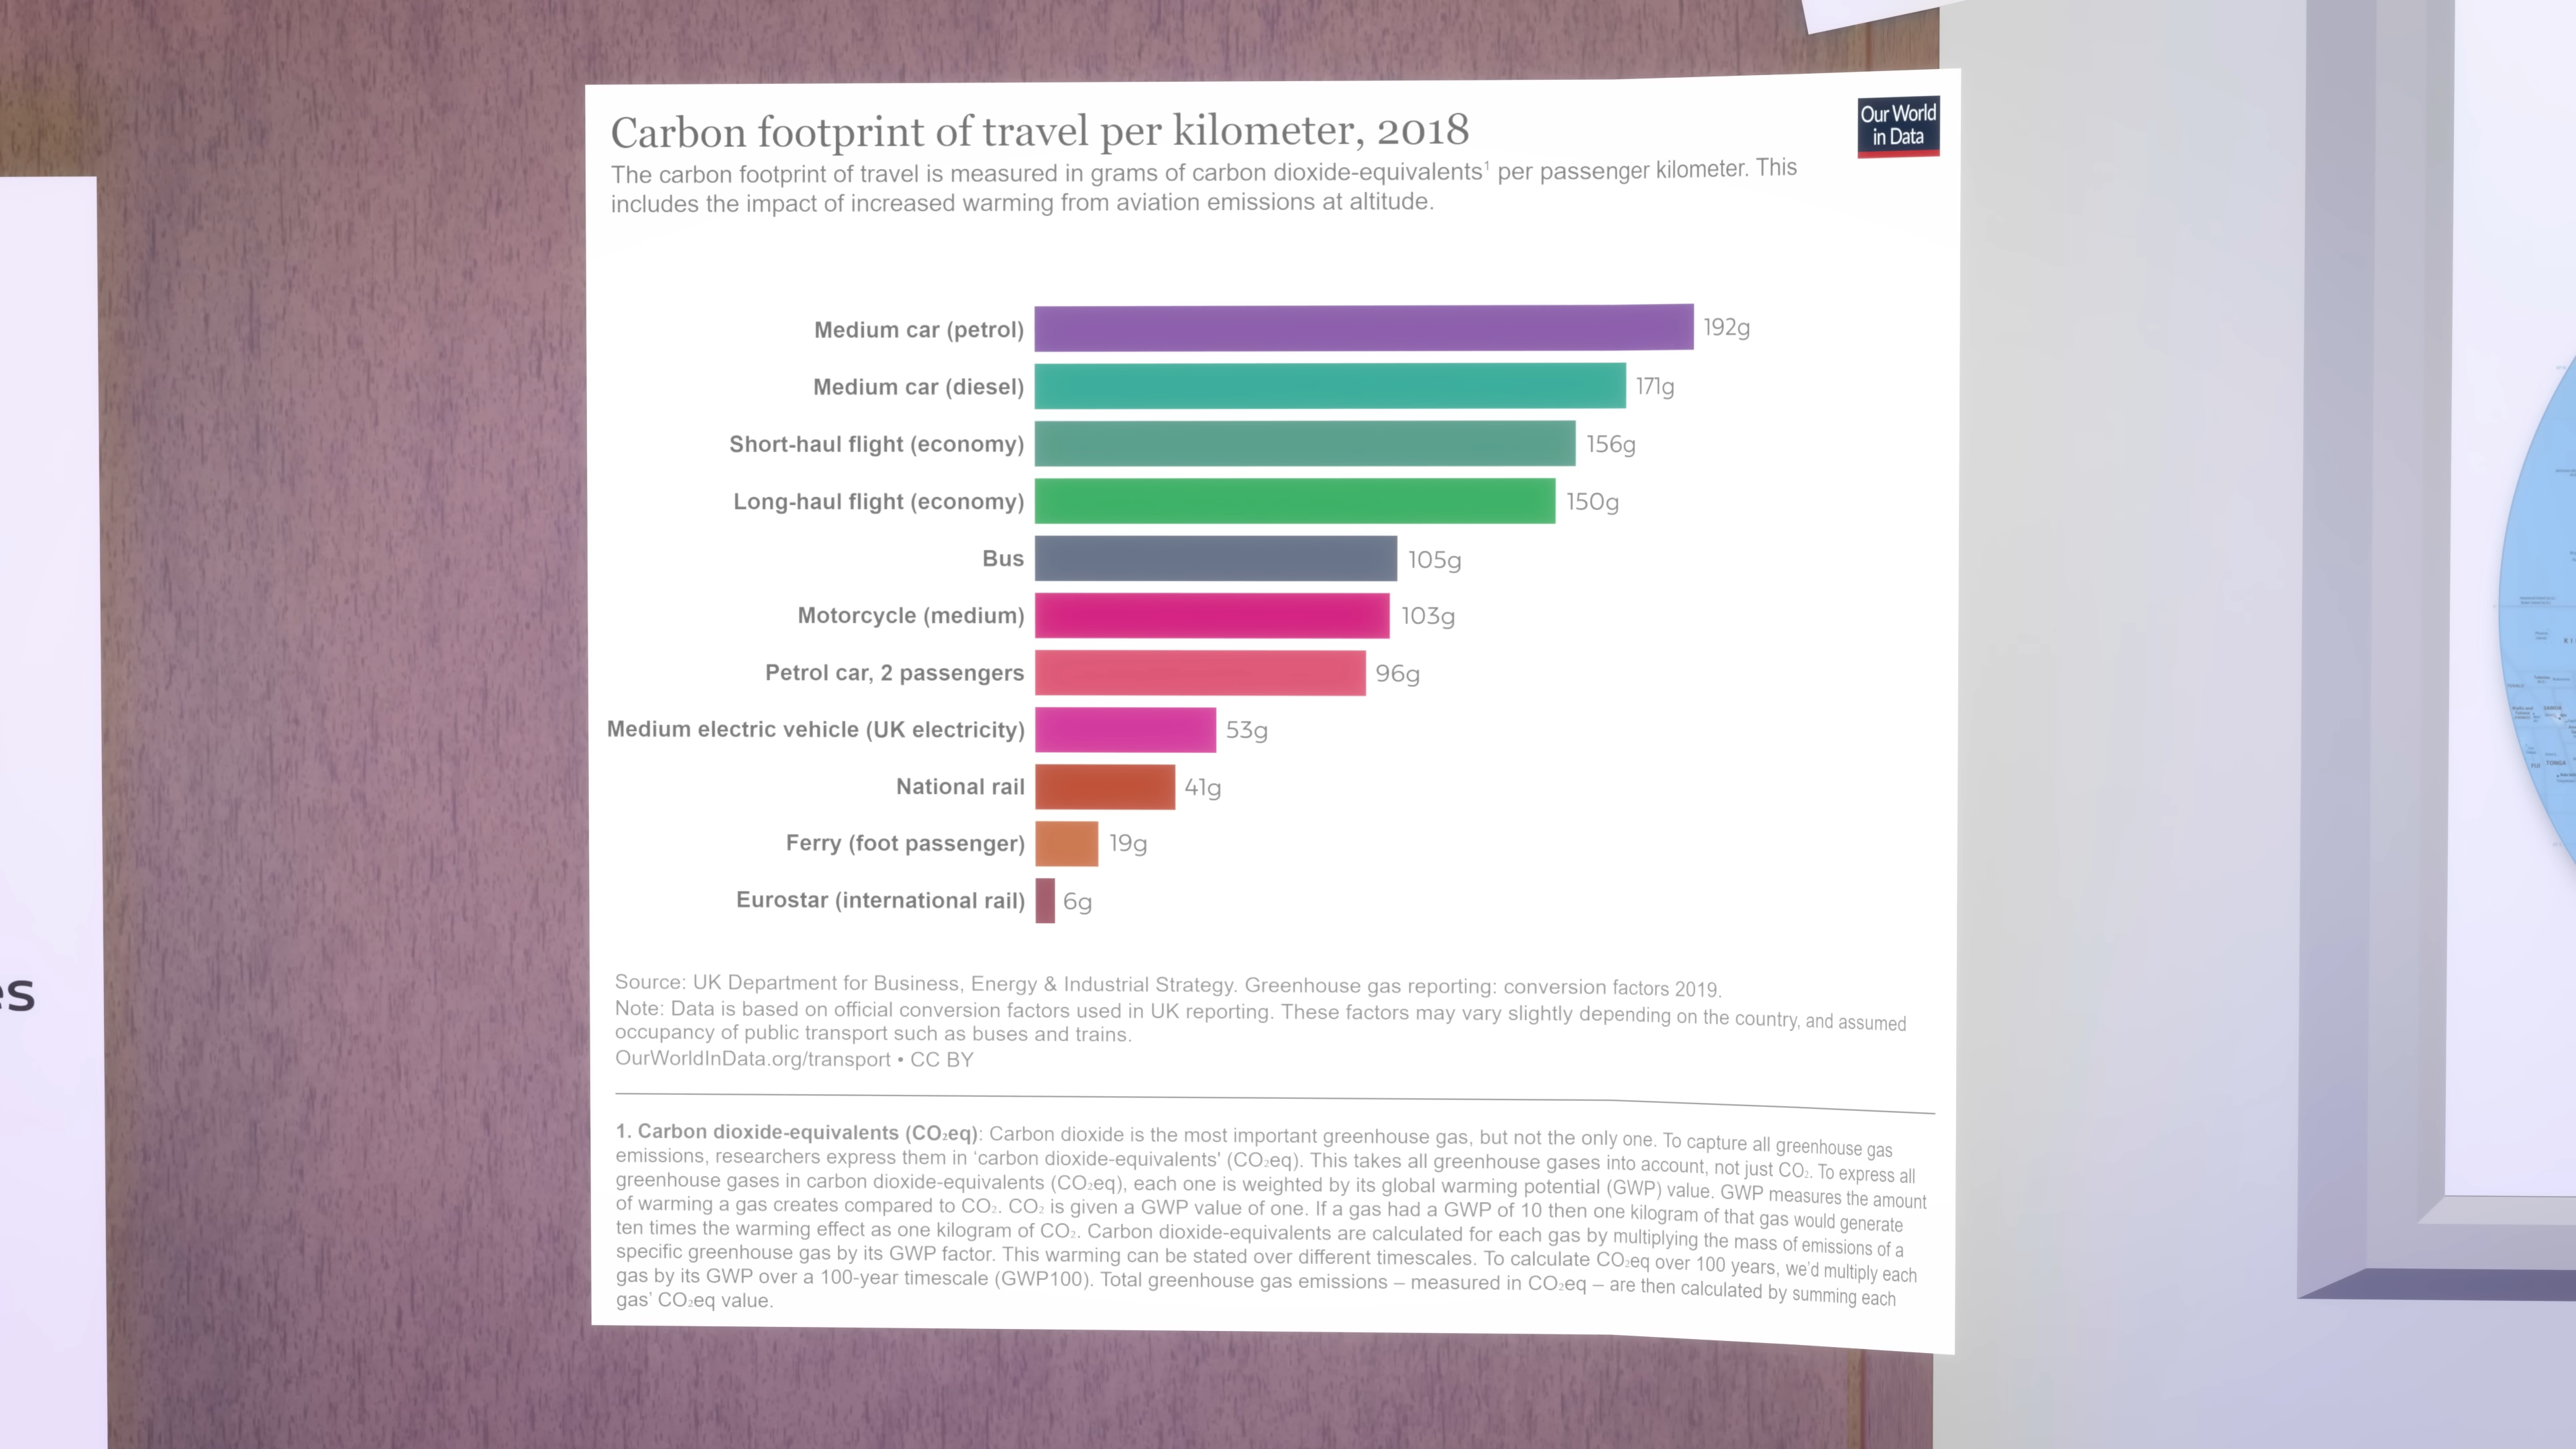 Carbon footprint of travel per kilometer, 2018
Our World
in Data
The carbon footprint of travel is measured in grams of carbon dioxide-equivalents¹ per passenger kilometer. This
includes the impact of increased warming from aviation emissions at altitude.
Medium car (petrol) 192g
Medium car (diesel) 171g
Short-haul flight (economy) 156g
Long-haul flight (economy) 150g
Bus 105g
Motorcycle (medium) 103g
Petrol car, 2 passengers 96g
Medium electric vehicle (UK electricity) 53g
National rail 41g
Ferry (foot passenger) 19g
Eurostar (international rail) 6g
Source: UK Department for Business, Energy & Industrial Strategy. Greenhouse gas reporting: conversion factors 2019.
Note: Data is based on official conversion factors used in UK reporting. These factors may vary slightly depending on the country, and assumed
occupancy of public transport such as buses and trains.
OurWorldInData.org/transport • CC BY
1. Carbon dioxide-equivalents (CO₂eq): Carbon dioxide is the most important greenhouse gas, but not the only one. To capture all greenhouse gas
emissions, researchers express them in 'carbon dioxide-equivalents' (CO₂eq). This takes all greenhouse gases into account, not just CO₂. To express all
greenhouse gases in carbon dioxide-equivalents (CO₂eq), each one is weighted by its global warming potential (GWP) value. GWP measures the amount
of warming a gas creates compared to CO₂. CO₂ is given a GWP value of one. If a gas had a GWP of 10 then one kilogram of that gas would generate
ten times the warming effect as one kilogram of CO₂. Carbon dioxide-equivalents are calculated for each gas by multiplying the mass of emissions of a
specific greenhouse gas by its GWP factor. This warming can be stated over different timescales. To calculate CO₂eq over 100 years, we'd multiply each
gas by its GWP over a 100-year timescale (GWP100). Total greenhouse gas emissions – measured in CO₂eq – are then calculated by summing each
gas' CO₂eq value.
es
FIJI TONGA
SAMOA